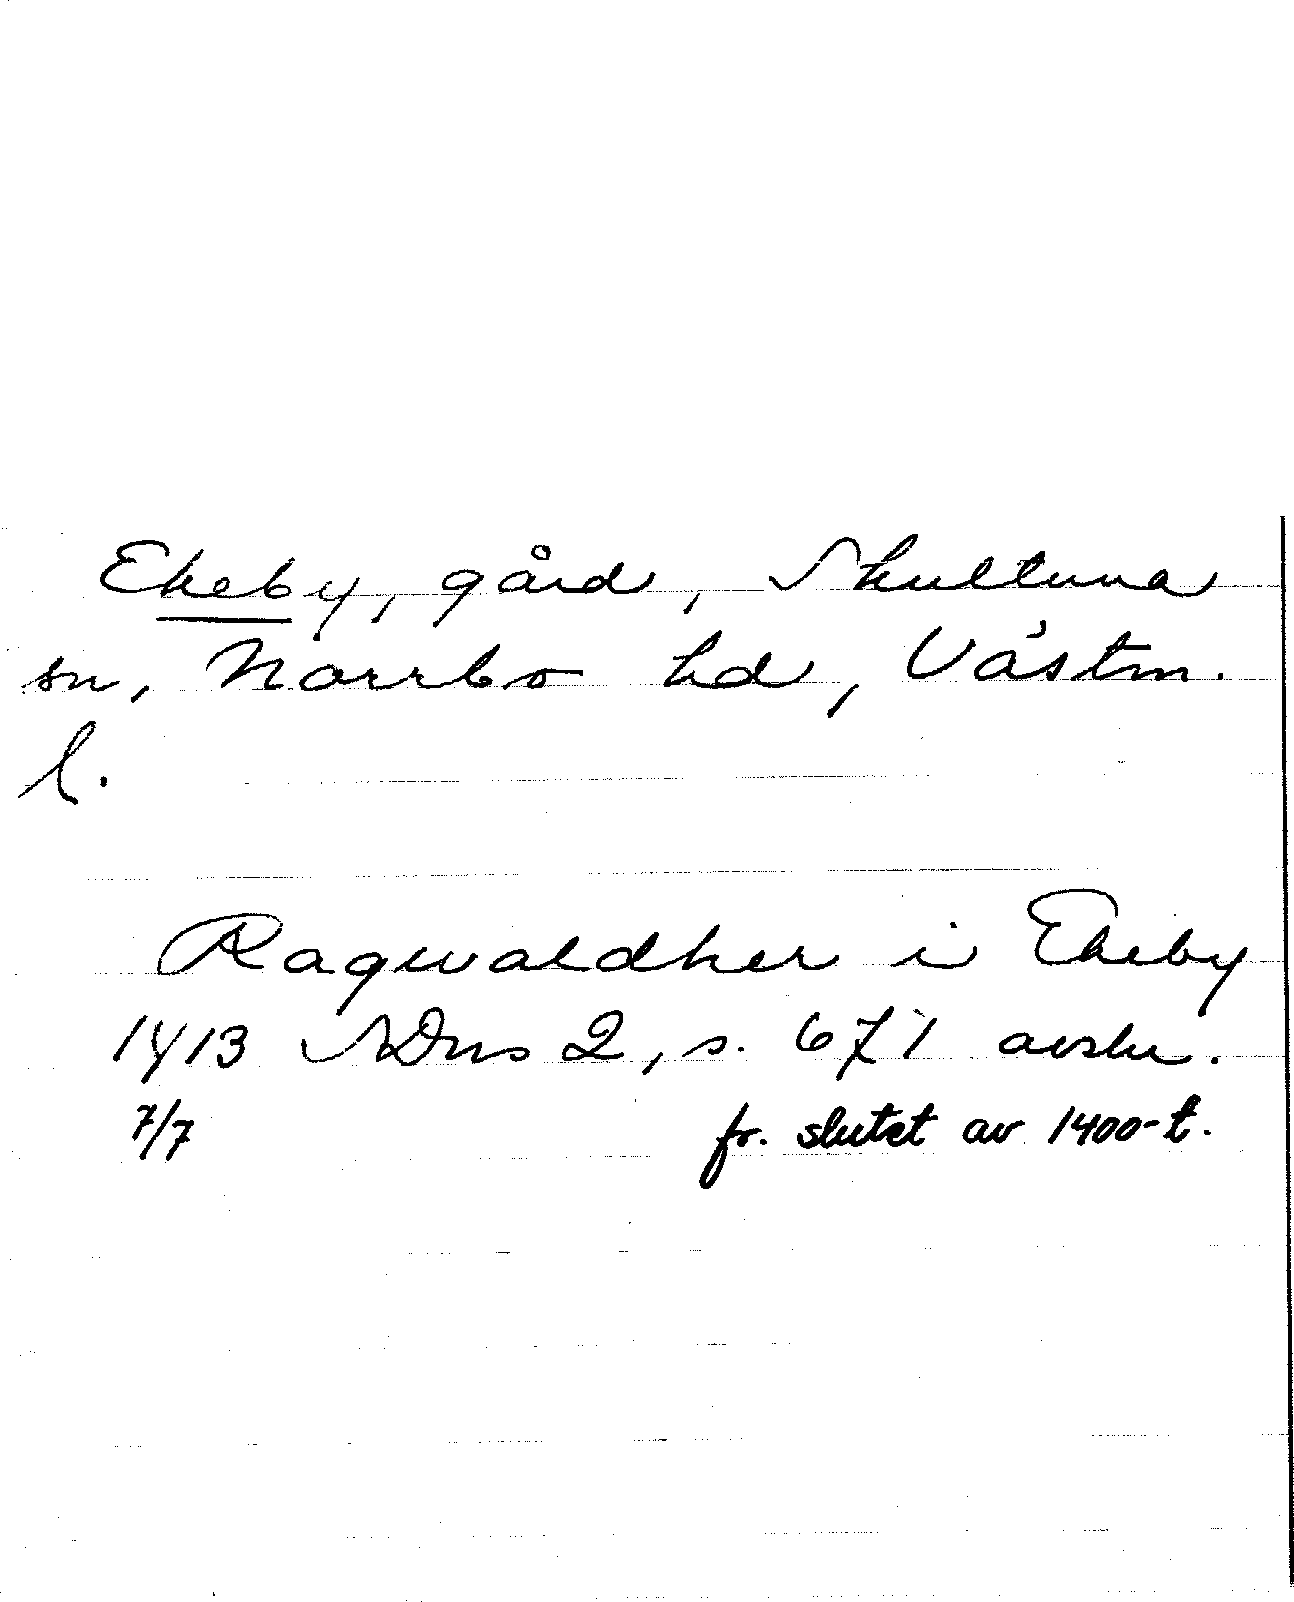 Ekeby, gård, Skultuna
sn, Norrbo hd, Västm.
l.
Ragwaldher i Ekeby
1413 SDns 2, s. 671 avskr.
7/7 fr. slutet av 1400-t.